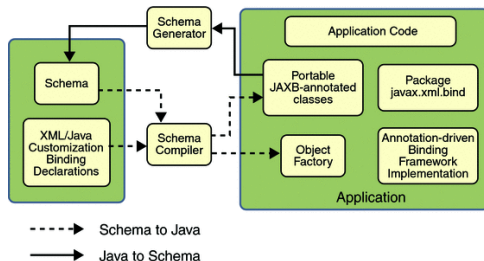 Schema
Generator
Application Code
Schema
Portable
JAXB-annotated
classes
Package
javax.xml.bind
XML/Java
Customization
Binding
Declarations
Schema
Compiler
Object
Factory
Annotation-driven
Binding
Framework
Implementation
Application
Schema to Java
Java to Schema